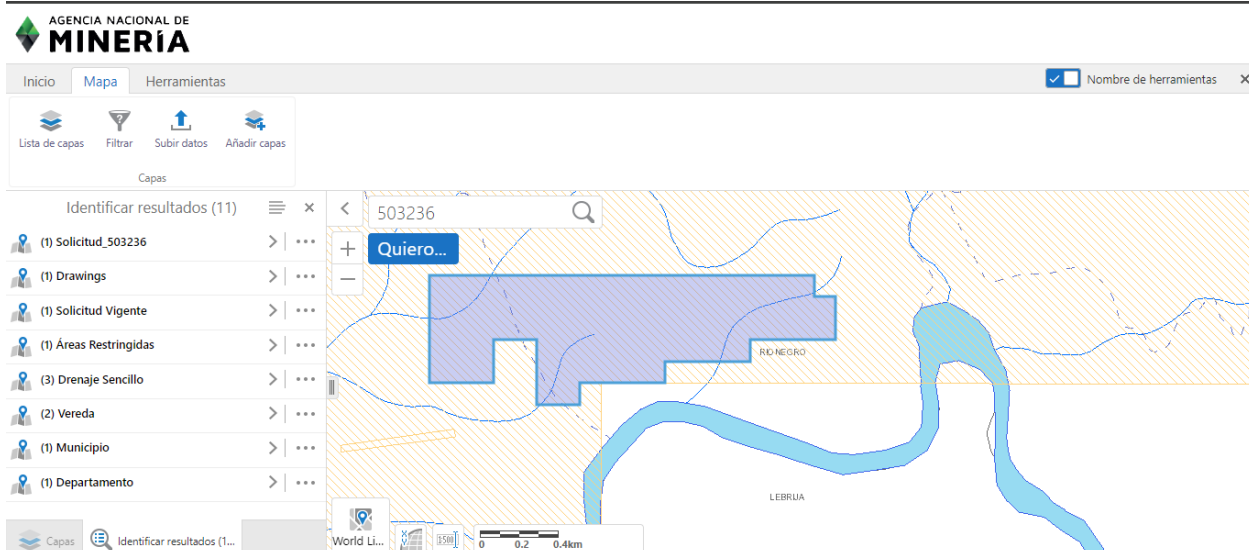 AGENCIA NACIONAL DE
MINERÍA
Inicio Mapa Herramientas Nombre de herramientas
Lista de capas Filtrar Subir datos Añadir capas
Capas
Identificar resultados (11)
503236
Quiero...
(1) Solicitud_503236
(1) Drawings
(1) Solicitud Vigente
(1) Áreas Restringidas
(3) Drenaje Sencillo
(2) Vereda
(1) Municipio
(1) Departamento
RIONEGRO
LEBRIJA
Capas Identificar resultados (1...
World Li...
1500
0 0.2 0.4km